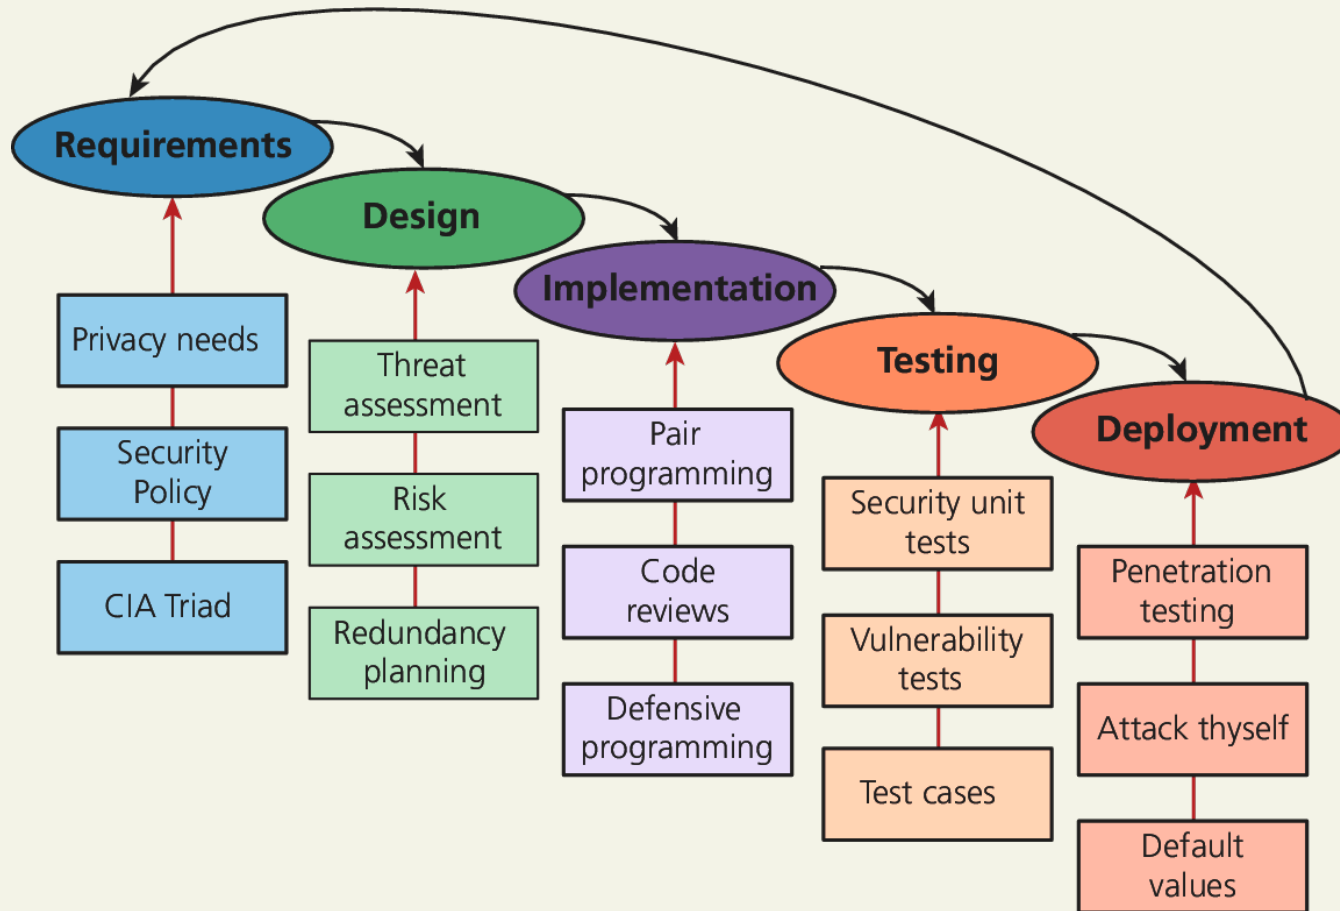 Requirements
Design
Implementation
Testing
Deployment
Privacy needs
Security
Policy
CIA Triad
Threat
assessment
Risk
assessment
Redundancy
planning
Pair
programming
Code
reviews
Defensive
programming
Security unit
tests
Vulnerability
tests
Test cases
Penetration
testing
Attack thyself
Default
values